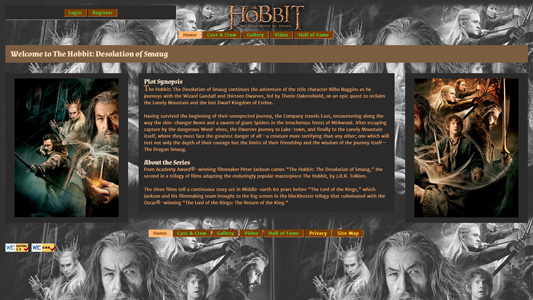 Login Register
THE HOBBIT
THE DESOLATION OF SMAUG
Home Cast & Crew Gallery Video Hall of Fame
Welcome to The Hobbit: Desolation of Smaug
Plot Synopsis
The Hobbit: The Desolation of Smaug continues the adventure of the title character Bilbo Baggins as he
journeys with the Wizard Gandalf and thirteen Dwarves, led by Thorin Oakenshield, on an epic quest to reclaim
the Lonely Mountain and the lost Dwarf Kingdom of Erebor.
Having survived the beginning of their unexpected journey, the Company travels East, encountering along the
way the skin-changer Beorn and a swarm of giant Spiders in the treacherous forest of Mirkwood. After escaping
capture by the dangerous Wood-elves, the Dwarves journey to Lake-town, and finally to the Lonely Mountain
itself, where they must face the greatest danger of all—a creature more terrifying than any other; one which will
test not only the depth of their courage but the limits of their friendship and the wisdom of the journey itself—
The Dragon Smaug.
About the Series
From Academy Award®-winning filmmaker Peter Jackson comes "The Hobbit: The Desolation of Smaug," the
second in a trilogy of films adapting the enduringly popular masterpiece The Hobbit, by J.R.R. Tolkien.
The three films tell a continuous story set in Middle-earth 60 years before "The Lord of the Rings," which
Jackson and his filmmaking team brought to the big screen in the blockbuster trilogy that culminated with the
Oscar®-winning "The Lord of the Rings: The Return of the King."
Home Cast & Crew Gallery Video Hall of Fame Privacy Site Map
W3C W3C